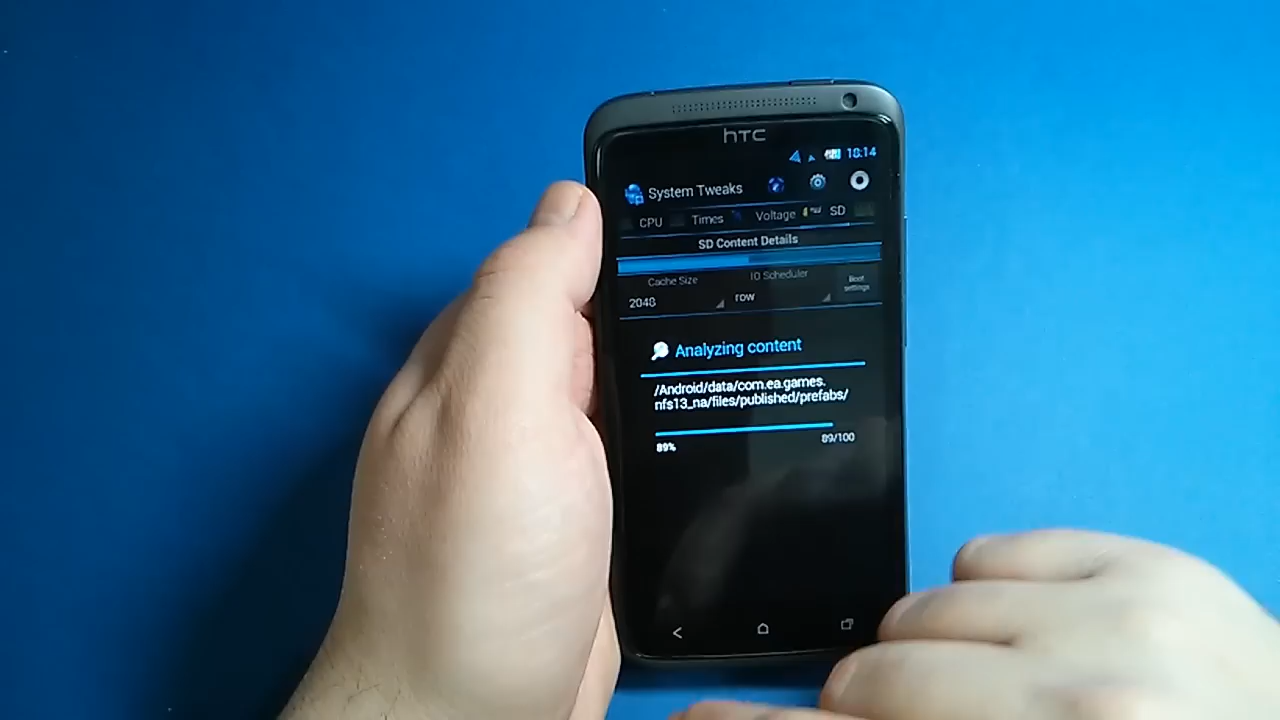 hTC
18:14
System Tweaks
CPU Times Voltage SD
SD Content Details
Cache Size IO Scheduler Boot settings
2048 row
Analyzing content
/Android/data/com.ea.games.
nfs13_na/files/published/prefabs/
89% 89/100